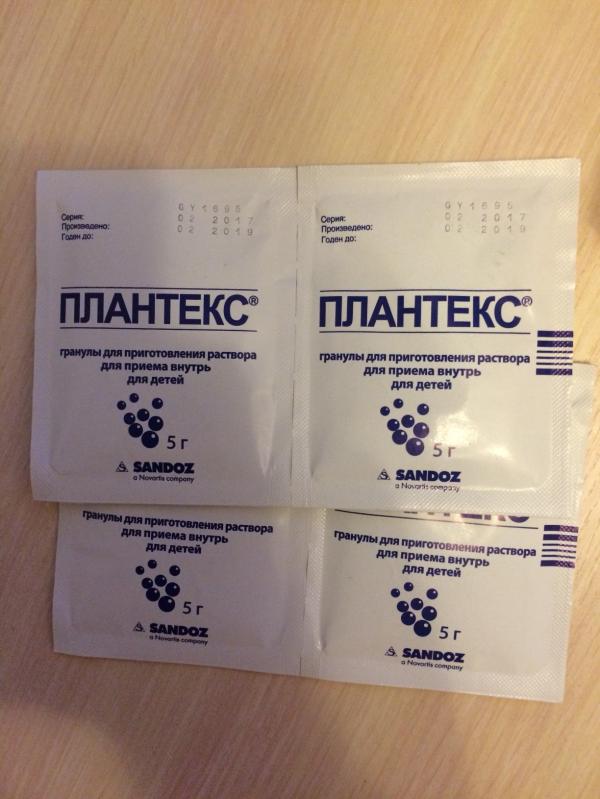 Серия: GY1695
Произведено: 02 2017
Годен до: 02 2019
ПЛАНТЕКС®
гранулы для приготовления раствора
для приема внутрь
для детей
5 г
SANDOZ
a Novartis company
Серия: GY1695
Произведено: 02 2017
Годен до: 02 2019
ПЛАНТЕКС®
гранулы для приготовления раствора
для приема внутрь
для детей
5 г
SANDOZ
a Novartis company
гранулы для приготовления раствора
для приема внутрь
для детей
5 г
SANDOZ
a Novartis company
гранулы для приготовления раствора
для приема внутрь
для детей
5 г
SANDOZ
a Novartis company